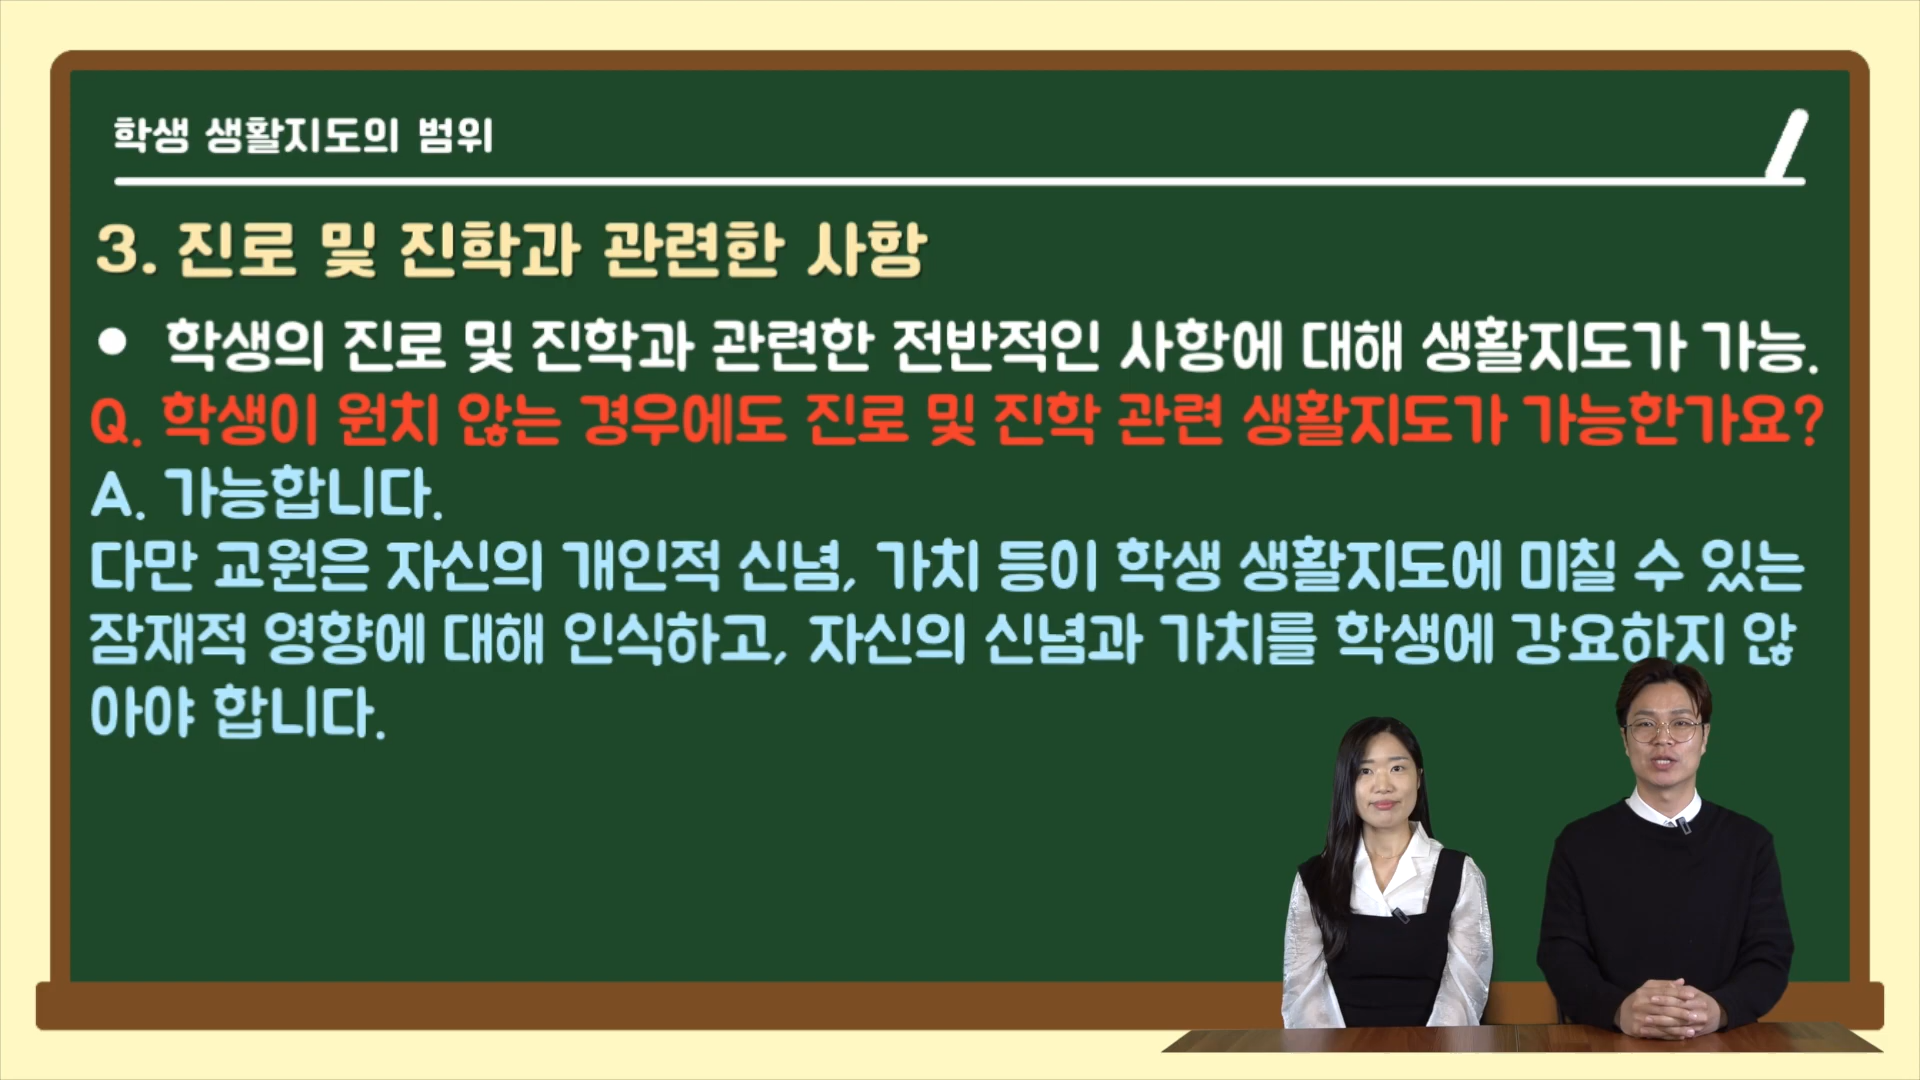 학생 생활지도의 범위
3. 진로 및 진학과 관련한 사항
● 학생의 진로 및 진학과 관련한 전반적인 사항에 대해 생활지도가 가능.
Q. 학생이 원치 않는 경우에도 진로 및 진학 관련 생활지도가 가능한가요?
A. 가능합니다.
다만 교원은 자신의 개인적 신념, 가치 등이 학생 생활지도에 미칠 수 있는
잠재적 영향에 대해 인식하고, 자신의 신념과 가치를 학생에 강요하지 않
아야 합니다.